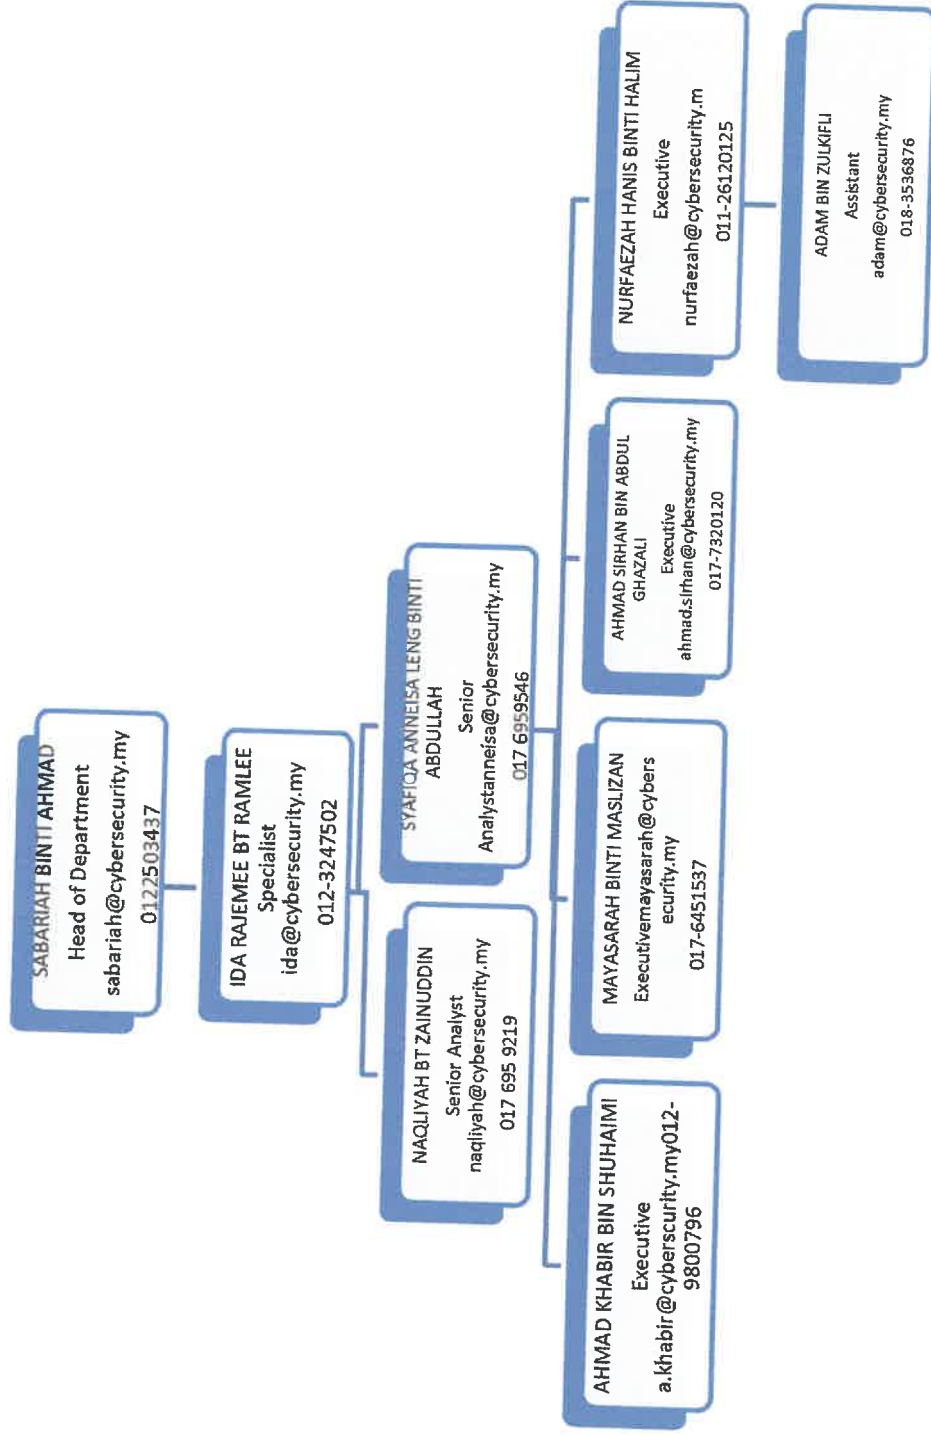 SABARIAH BINTI AHMAD
Head of Department
sabariah@cybersecurity.my
0122503437
IDA RAJEMEE BT RAMLEE
Specialist
ida@cybersecurity.my
012-3247502
NAQLIYAH BT ZAINUDDIN
Senior Analyst
naqliyah@cybersecurity.my
017 695 9219
SYAFIQA ANNEISA LENG BINTI
ABDULLAH
Senior
Analystanneisa@cybersecurity.my
017 6959546
AHMAD KHABIR BIN SHUHAIMI
Executive
a.khabir@cyberscurity.my012-
9800796
MAYASARAH BINTI MASLIZAN
Executivemayasarah@cybers
ecurity.my
017-6451537
AHMAD SIRHAN BIN ABDUL
GHAZALI
Executive
ahmad.sirhan@cybersecurity.my
017-7320120
NURFAEZAH HANIS BINTI HALIM
Executive
nurfaezah@cybersecurity.m
011-26120125
ADAM BIN ZULKIFLI
Assistant
adam@cybersecurity.my
018-3536876